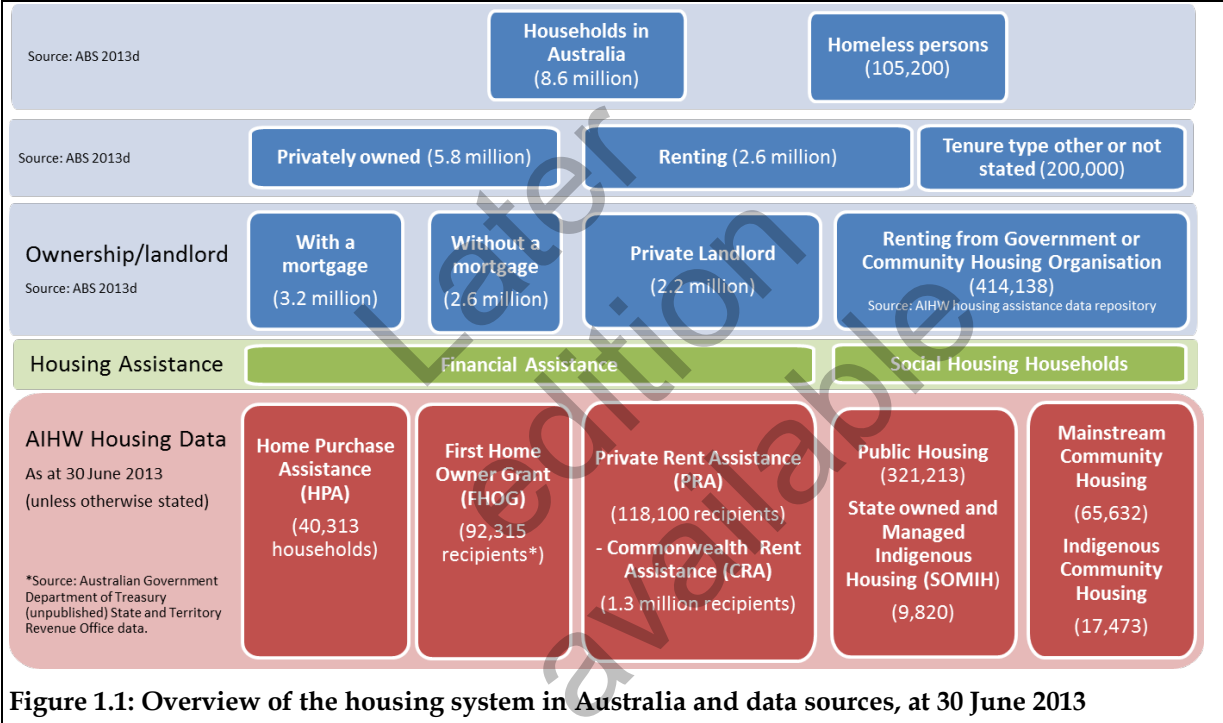 Source: ABS 2013d
Households in
Australia
(8.6 million)
Homeless persons
(105,200)
Source: ABS 2013d
Privately owned (5.8 million)
Renting (2.6 million)
Tenure type other or not
stated (200,000)
Ownership/landlord
Source: ABS 2013d
With a
mortgage
(3.2 million)
Without a
mortgage
(2.6 million)
Private Landlord
(2.2 million)
Renting from Government or
Community Housing Organisation
(414,138)
Source: AIHW housing assistance data repository
Housing Assistance
Financial Assistance
Social Housing Households
AIHW Housing Data
As at 30 June 2013
(unless otherwise stated)
*Source: Australian Government
Department of Treasury
(unpublished) State and Territory
Revenue Office data.
Home Purchase
Assistance
(HPA)
(40,313
households)
First Home
Owner Grant
(FHOG)
(92,315
recipients*)
Private Rent Assistance
(PRA)
(118,100 recipients)
- Commonwealth Rent
Assistance (CRA)
(1.3 million recipients)
Public Housing
(321,213)
State owned and
Managed
Indigenous
Housing (SOMIH)
(9,820)
Mainstream
Community
Housing
(65,632)
Indigenous
Community
Housing
(17,473)
Later
edition
available
Figure 1.1: Overview of the housing system in Australia and data sources, at 30 June 2013